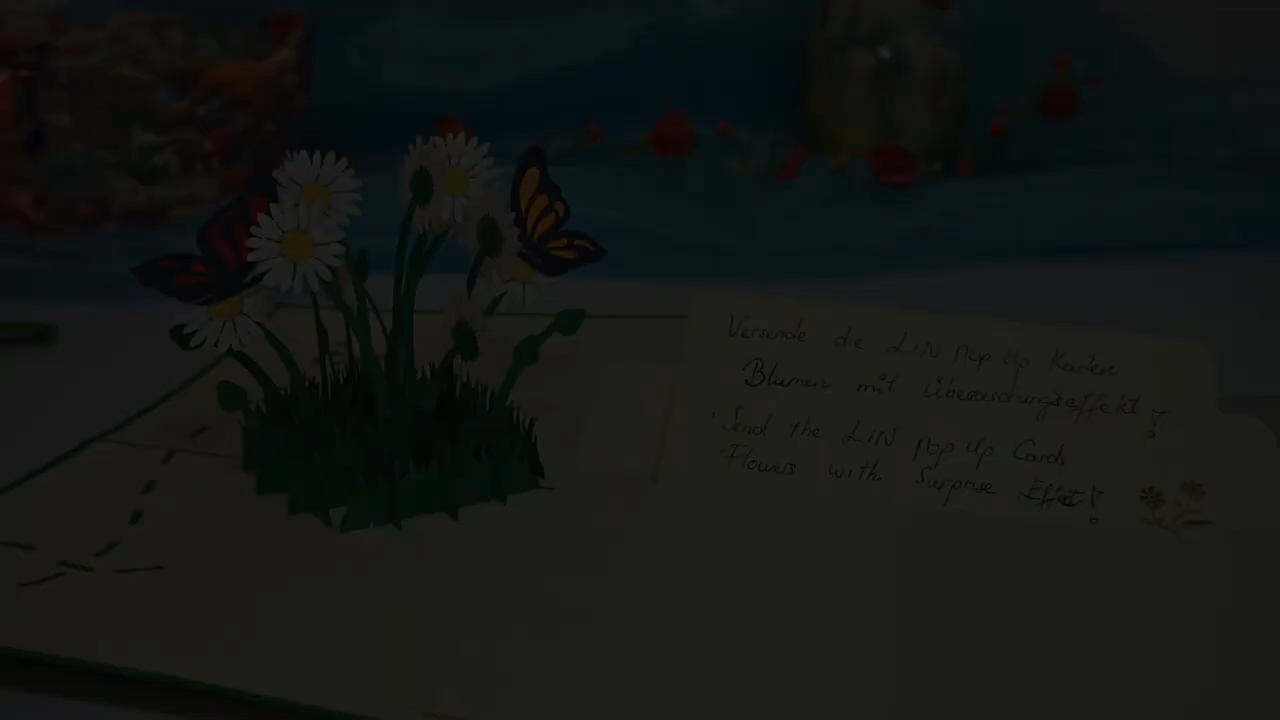 Versende die LIN Pop Up Karten
Blumen mit Überraschungseffekt!
Send the LIN Pop Up Cards
Flowers with Surprise Effect!